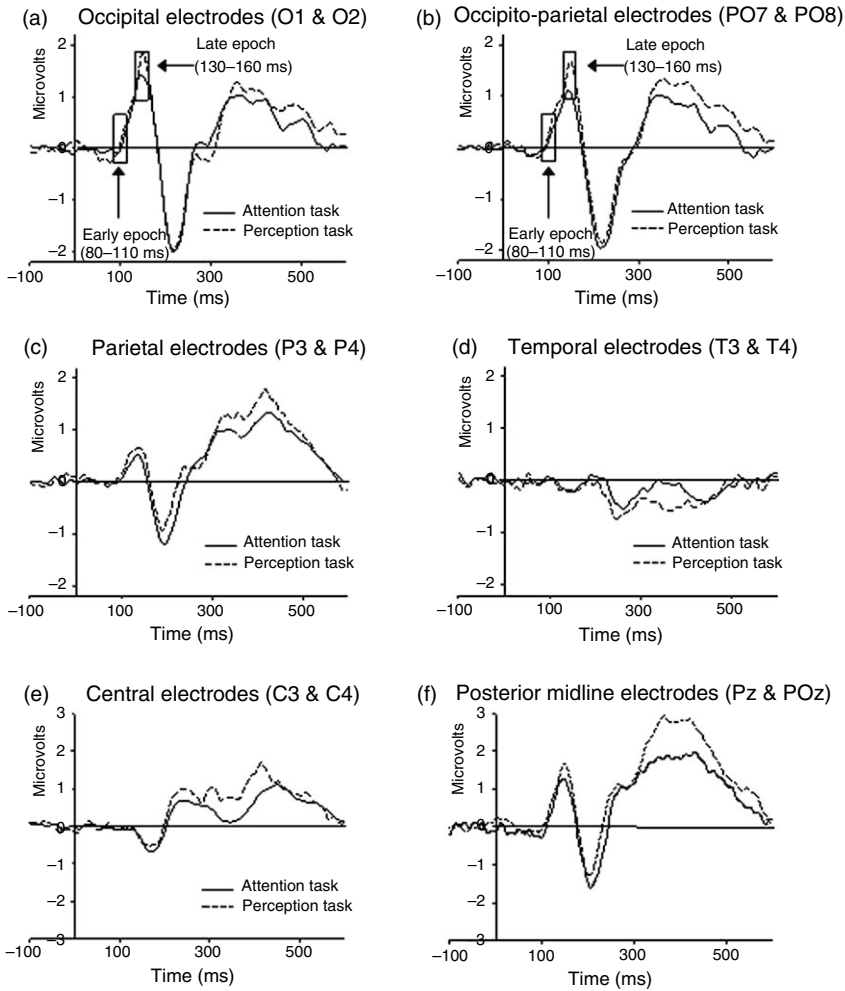 (a) Occipital electrodes (O1 & O2)
Microvolts
2
1
0
−1
−2
Late epoch
(130–160 ms)
Early epoch
(80–110 ms)
Attention task
Perception task
−100 100 300 500
Time (ms)
(b) Occipito-parietal electrodes (PO7 & PO8)
Microvolts
2
1
0
−1
−2
Late epoch
(130–160 ms)
Early epoch
(80–110 ms)
Attention task
Perception task
−100 100 300 500
Time (ms)
(c) Parietal electrodes (P3 & P4)
Microvolts
2
1
0
−1
−2
Attention task
Perception task
−100 100 300 500
Time (ms)
(d) Temporal electrodes (T3 & T4)
Microvolts
2
1
0
−1
−2
Attention task
Perception task
−100 100 300 500
Time (ms)
(e) Central electrodes (C3 & C4)
Microvolts
3
2
1
0
−1
−2
−3
Attention task
Perception task
−100 100 300 500
Time (ms)
(f) Posterior midline electrodes (Pz & POz)
Microvolts
3
2
1
0
−1
−2
−3
Attention task
Perception task
−100 100 300 500
Time (ms)